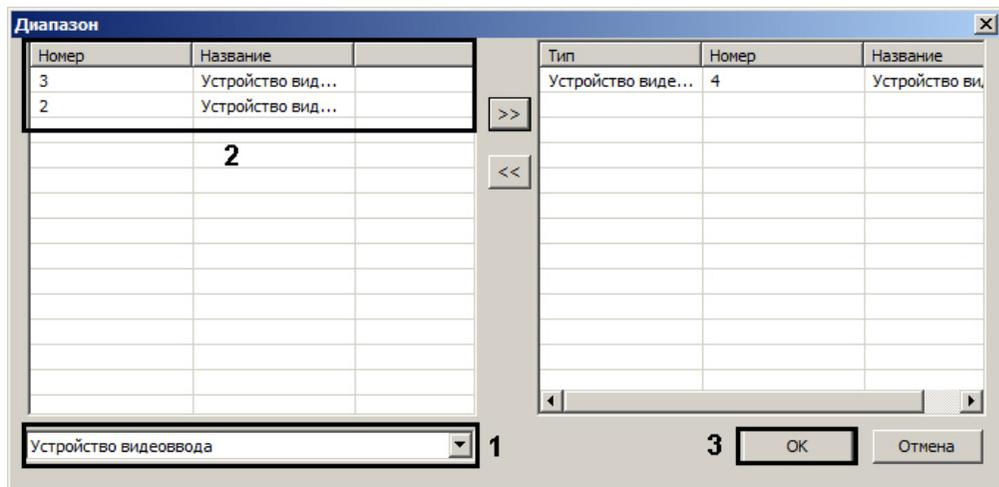 Диапазон
Номер Название Тип Номер Название
3 Устройство вид... Устройство виде... 4 Устройство ви
2 Устройство вид...
>>
2
<<
Устройство видеоввода 1 3 OK Отмена